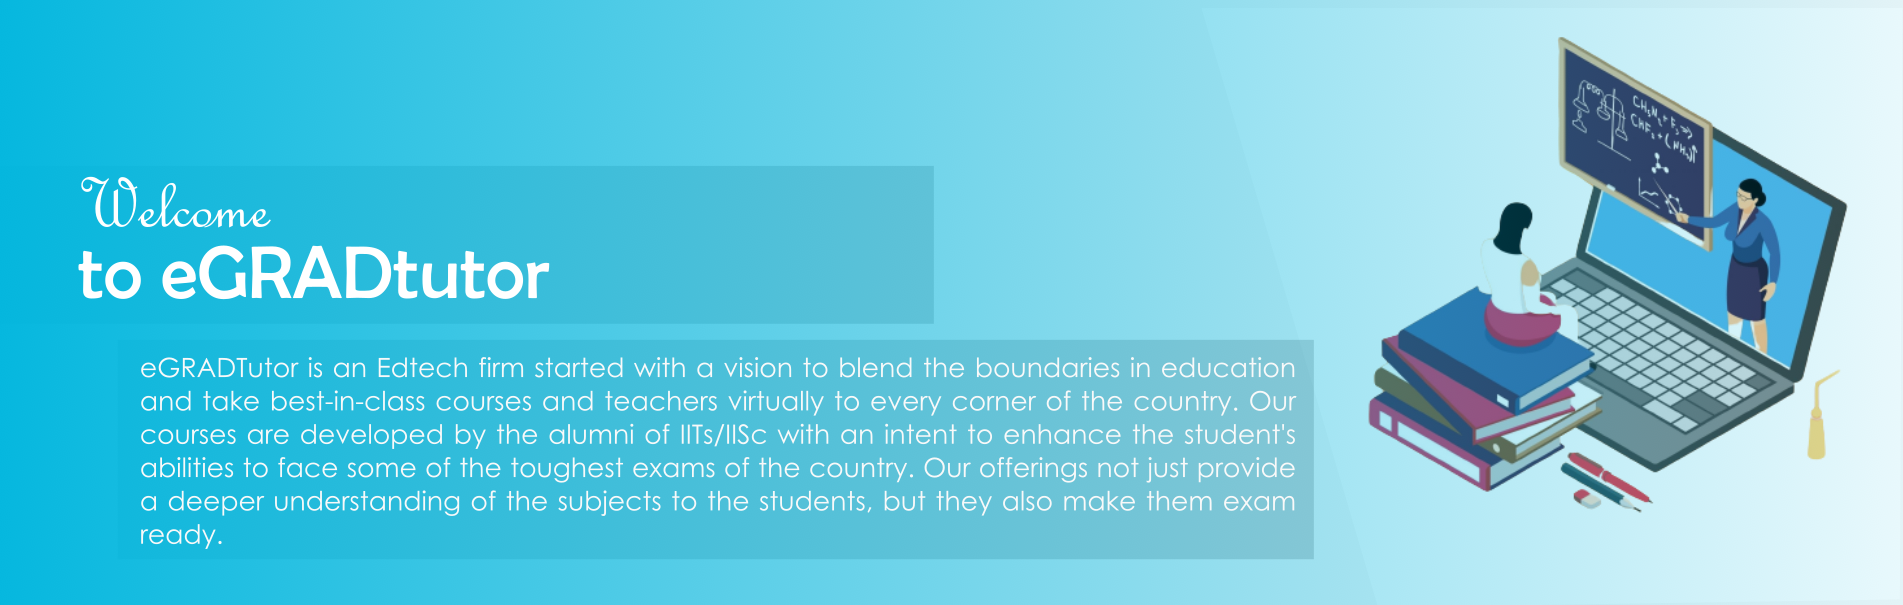 Welcome
to eGRADtutor
eGRADTutor is an Edtech firm started with a vision to blend the boundaries in education
and take best-in-class courses and teachers virtually to every corner of the country. Our
courses are developed by the alumni of IITs/IISc with an intent to enhance the student's
abilities to face some of the toughest exams of the country. Our offerings not just provide
a deeper understanding of the subjects to the students, but they also make them exam
ready.